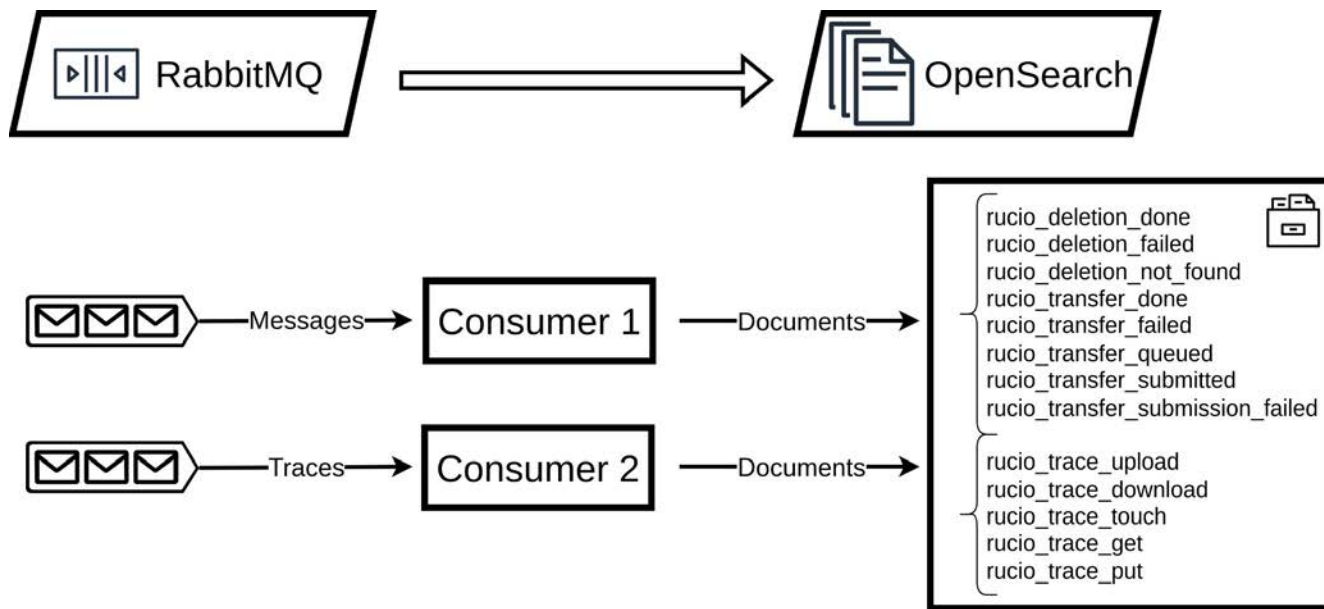 RabbitMQ
OpenSearch
Messages
Consumer 1
Documents
rucio_deletion_done
rucio_deletion_failed
rucio_deletion_not_found
rucio_transfer_done
rucio_transfer_failed
rucio_transfer_queued
rucio_transfer_submitted
rucio_transfer_submission_failed
Traces
Consumer 2
Documents
rucio_trace_upload
rucio_trace_download
rucio_trace_touch
rucio_trace_get
rucio_trace_put